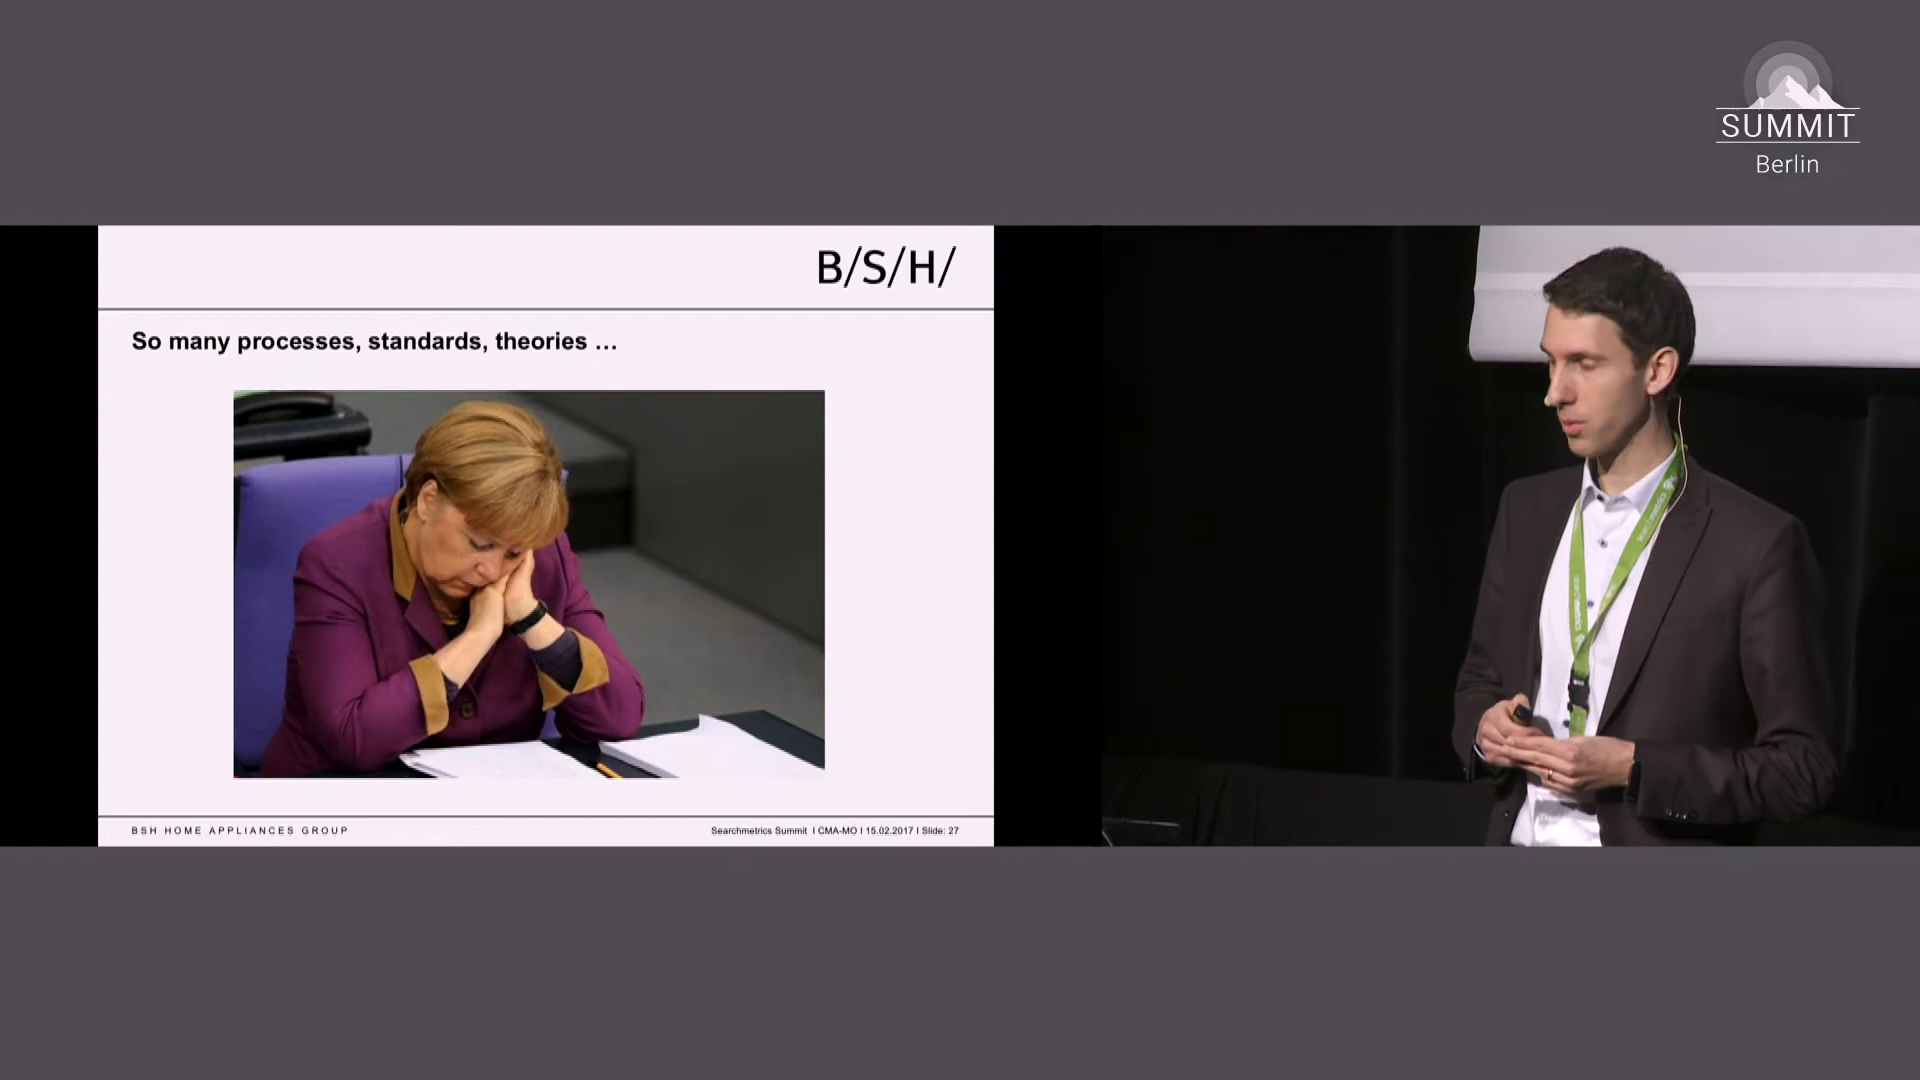 SUMMIT
Berlin
B/S/H/
So many processes, standards, theories …
BSH HOME APPLIANCES GROUP
Searchmetrics Summit I CMA-MO I 15.02.2017 I Slide: 27
searchmetrics